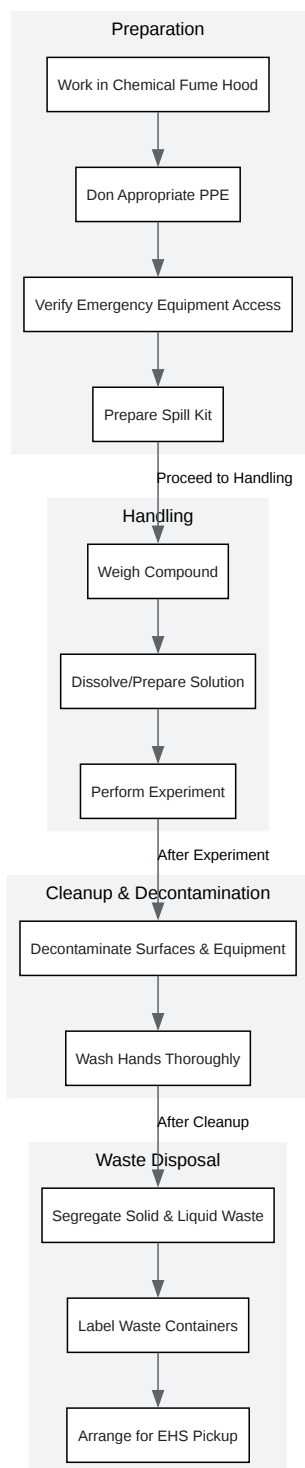 Preparation
Work in Chemical Fume Hood
Don Appropriate PPE
Verify Emergency Equipment Access
Prepare Spill Kit
Proceed to Handling
Handling
Weigh Compound
Dissolve/Prepare Solution
Perform Experiment
After Experiment
Cleanup & Decontamination
Decontaminate Surfaces & Equipment
Wash Hands Thoroughly
After Cleanup
Waste Disposal
Segregate Solid & Liquid Waste
Label Waste Containers
Arrange for EHS Pickup